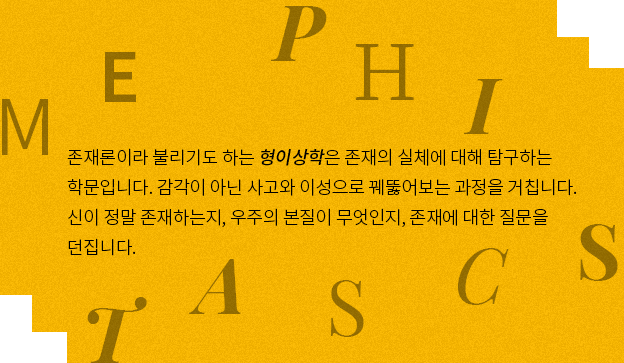 P
H
E
I
M
존재론이라 불리기도 하는 형이상학은 존재의 실체에 대해 탐구하는
학문입니다. 감각이 아닌 사고와 이성으로 꿰뚫어보는 과정을 거칩니다.
신이 정말 존재하는지, 우주의 본질이 무엇인지, 존재에 대한 질문을
던집니다.
S
C
A
S
T